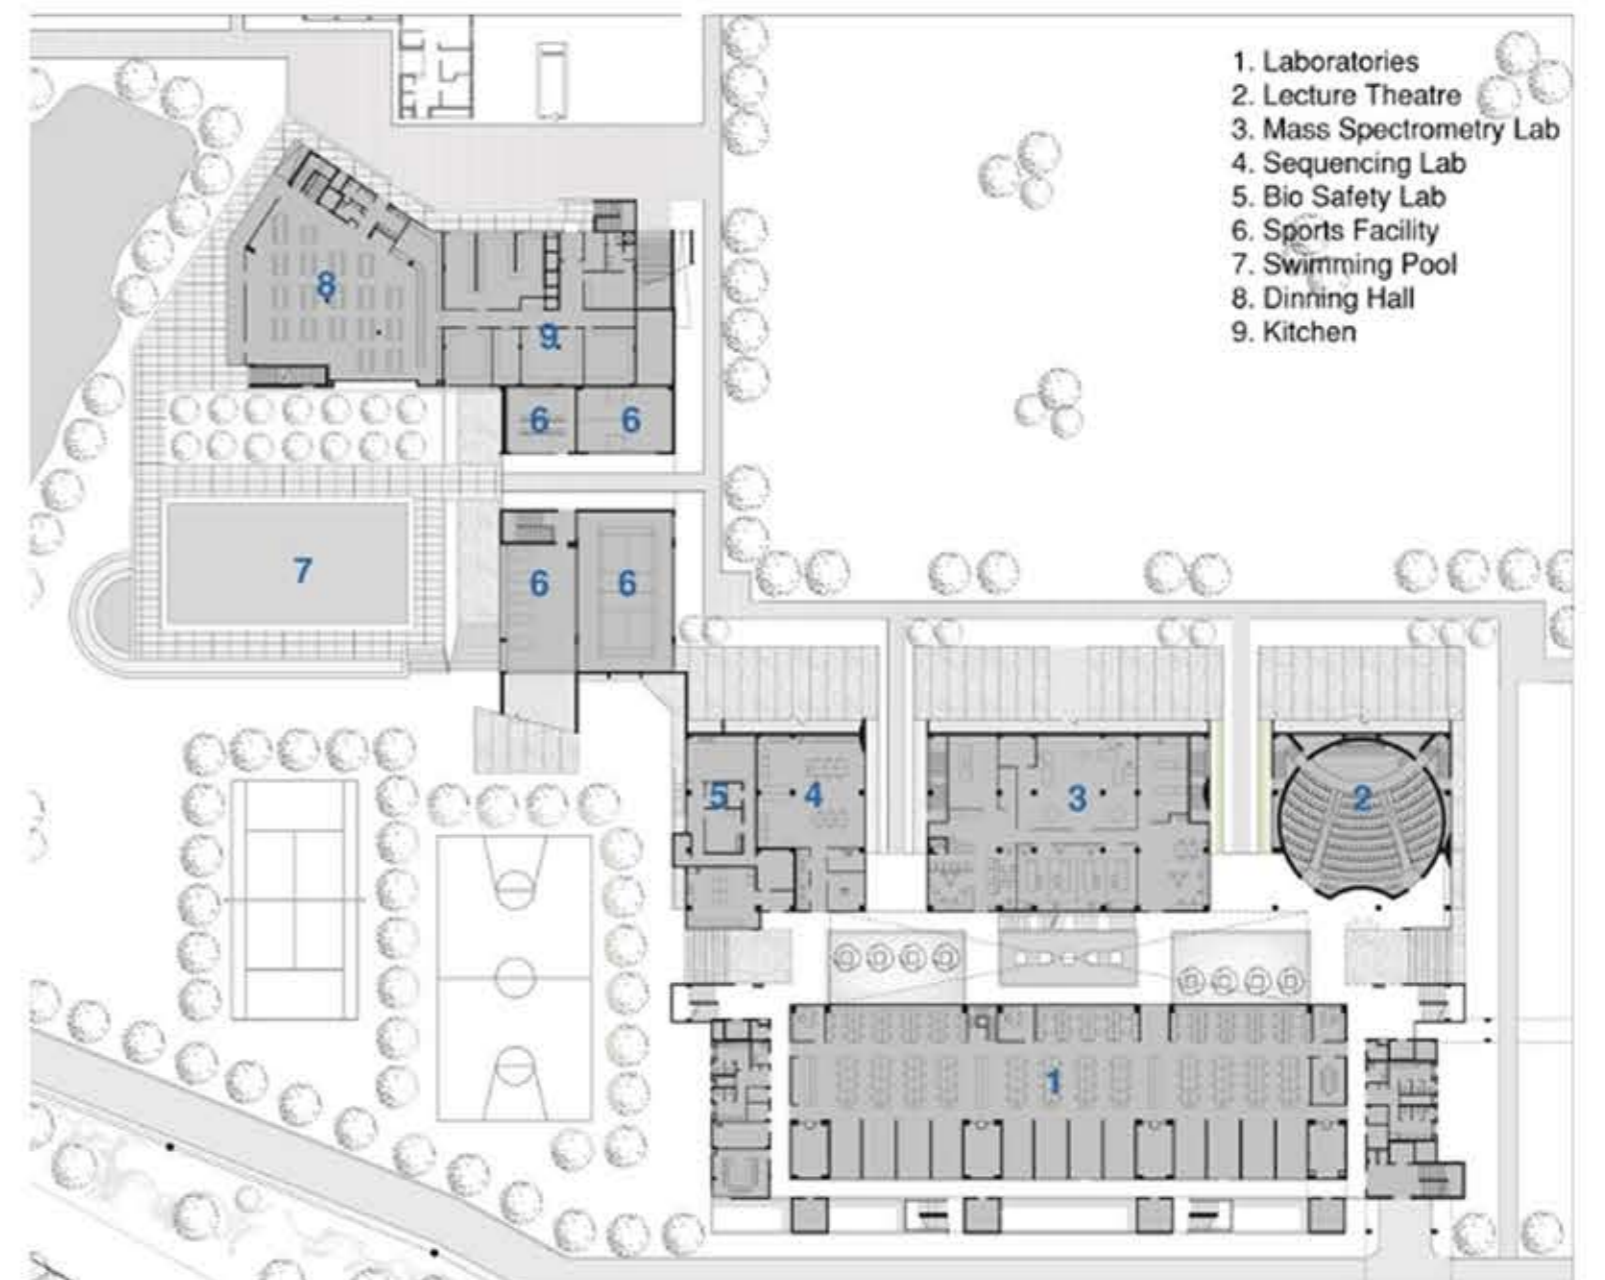 1. Laboratories
2. Lecture Theatre
3. Mass Spectrometry Lab
4. Sequencing Lab
5. Bio Safety Lab
6. Sports Facility
7. Swimming Pool
8. Dinning Hall
9. Kitchen
8
9
6 6
7
6 6
5 4 3 2
1